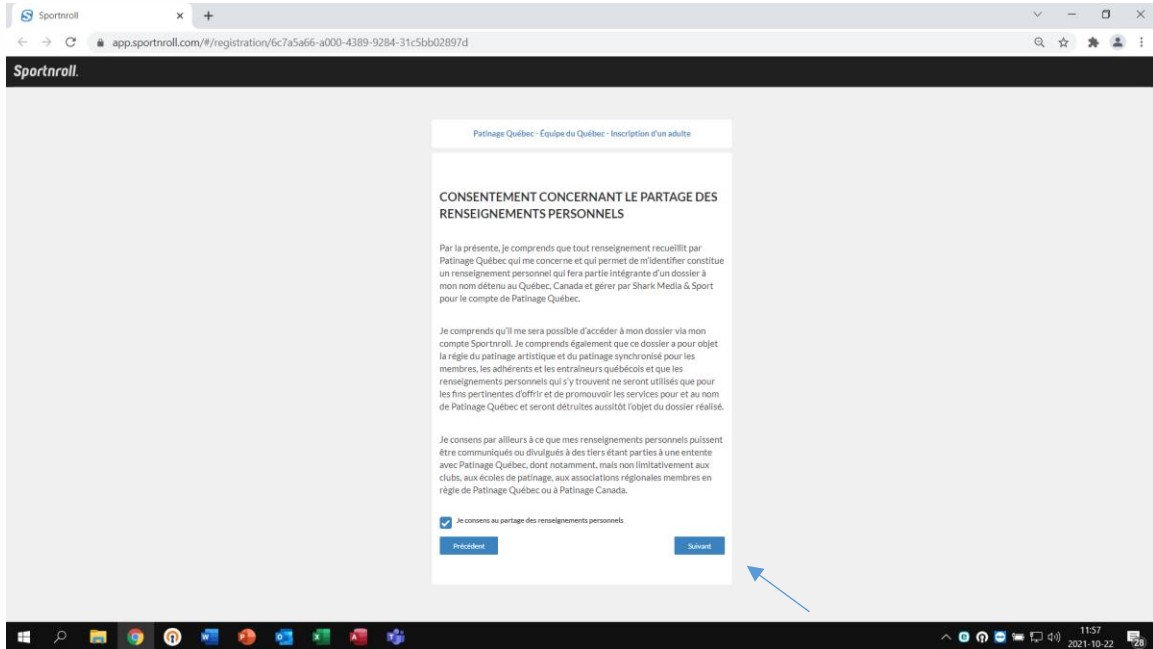 Sportnroll
app.sportnroll.com/#/registration/6c7a5a66-a000-4389-9284-31c5bb02897d
Sportnroll.
Patinage Québec - Équipe du Québec - Inscription d'un adulte
CONSENTEMENT CONCERNANT LE PARTAGE DES
RENSEIGNEMENTS PERSONNELS
Par la présente, je comprends que tout renseignement recueillit par
Patinage Québec qui me concerne et qui permet de m'identifier constitue
un renseignement personnel qui fera partie intégrante d'un dossier à
mon nom détenu au Québec, Canada et gérer par Shark Media & Sport
pour le compte de Patinage Québec.
Je comprends qu'il me sera possible d'accéder à mon dossier via mon
compte Sportnroll. Je comprends également que ce dossier a pour objet
la régie du patinage artistique et du patinage synchronisé pour les
membres, les adhérents et les entraîneurs québécois et que les
renseignements personnels qui s'y trouvent ne seront utilisés que pour
les fins pertinentes d'offrir et de promouvoir les services pour et au nom
de Patinage Québec et seront détruites aussitôt l'objet du dossier réalisé.
Je consens par ailleurs à ce que mes renseignements personnels puissent
être communiqués ou divulgués à des tiers étant parties à une entente
avec Patinage Québec, dont notamment, mais non limitativement aux
clubs, aux écoles de patinage, aux associations régionales membres en
règle de Patinage Québec ou à Patinage Canada.
Je consens au partage des renseignements personnels
Précédent
Suivant
11:57
2021-10-22
28